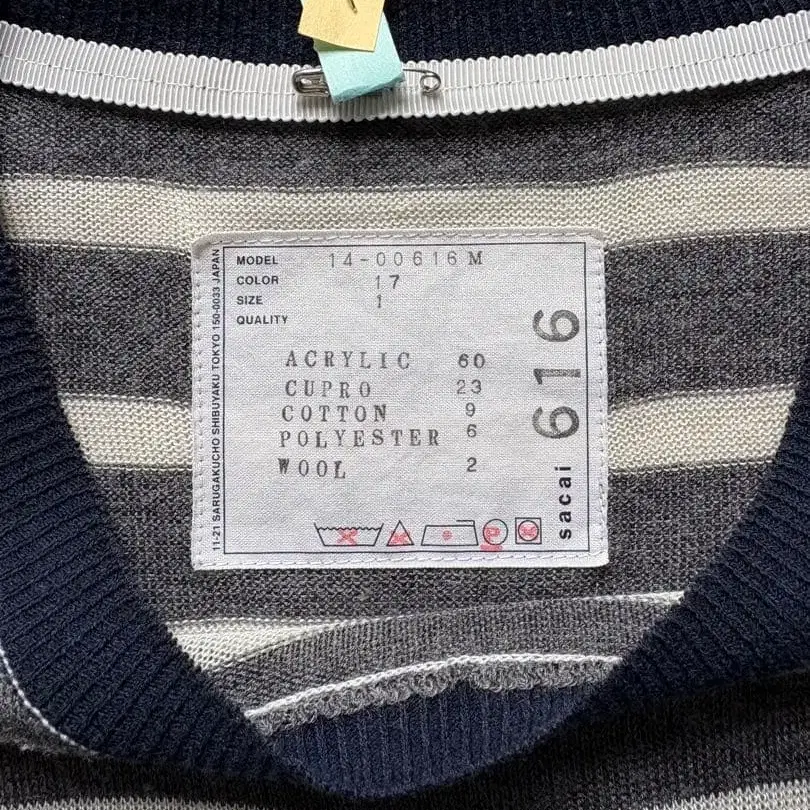 MODEL 14-00616M
COLOR 17
SIZE 1
QUALITY
ACRYLIC 60
CUPRO 23
COTTON 9
POLYESTER 6
WOOL 2
11-21 SARUGAKUCHO SHIBUYAKU TOKYO 150-0033 JAPAN
sacai 616
P